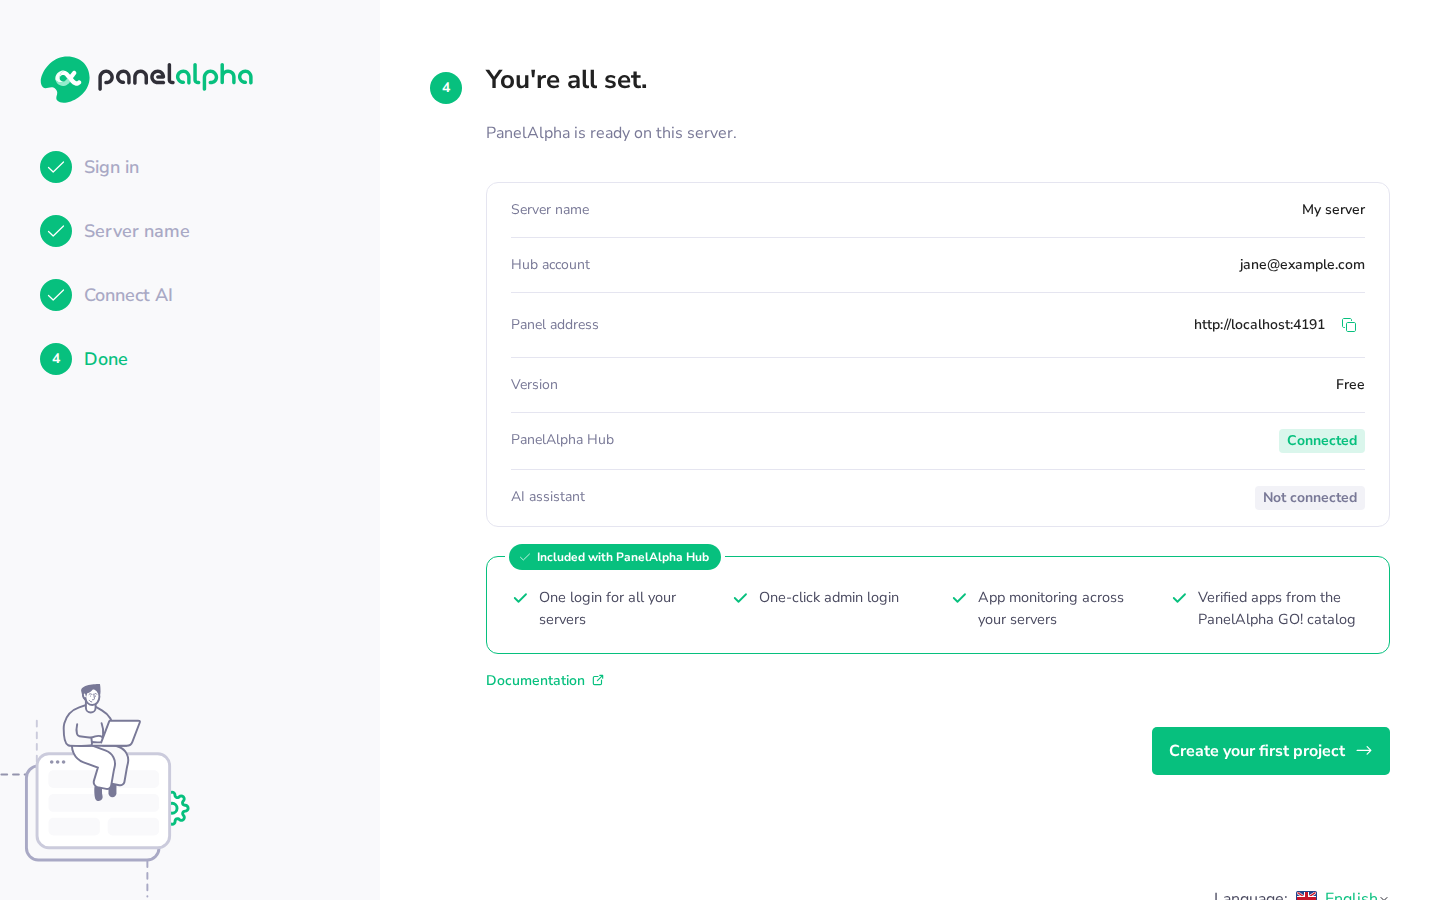 panelalpha
Sign in
Server name
Connect AI
4 Done
4 You're all set.
PanelAlpha is ready on this server.
Server name My server
Hub account jane@example.com
Panel address http://localhost:4191
Version Free
PanelAlpha Hub Connected
AI assistant Not connected
Included with PanelAlpha Hub
One login for all your
servers
One-click admin login
App monitoring across
your servers
Verified apps from the
PanelAlpha GO! catalog
Documentation
Create your first project
Language: English